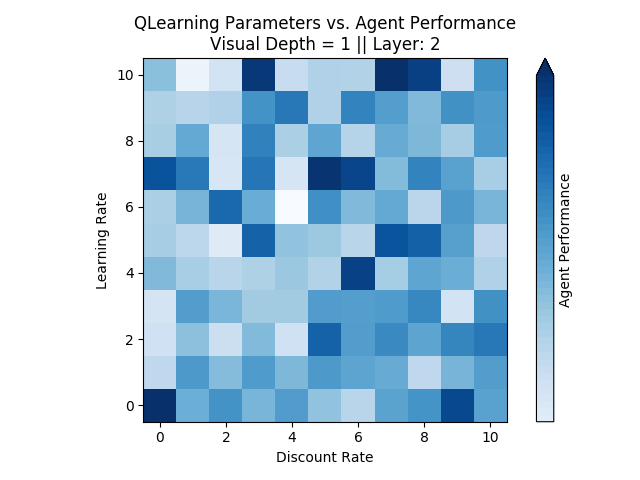 QLearning Parameters vs. Agent Performance
Visual Depth = 1 || Layer: 2
10
8
6
4
2
0
Learning Rate
0 2 4 6 8 10
Discount Rate
Agent Performance